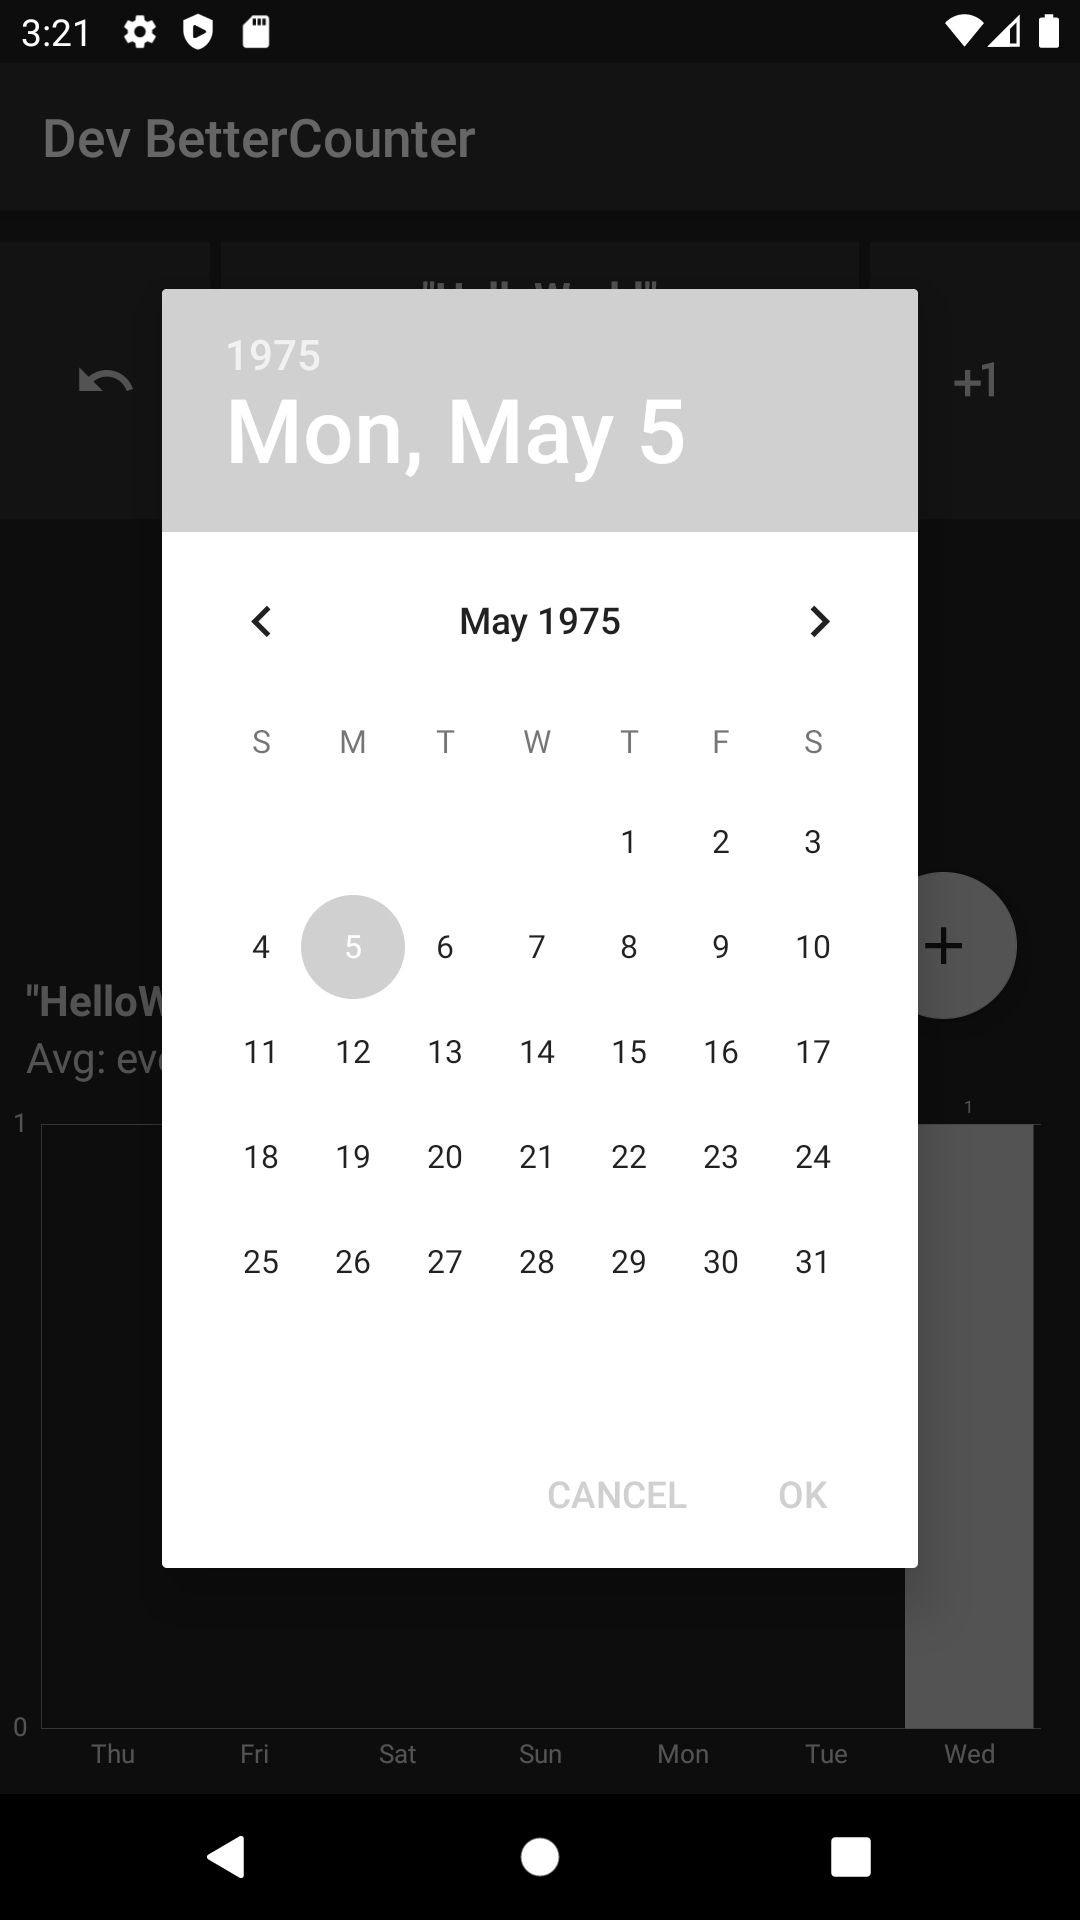 3:21
Dev BetterCounter
+1
1975
Mon, May 5
May 1975
S M T W T F S
1 2 3
4 5 6 7 8 9 10
11 12 13 14 15 16 17
18 19 20 21 22 23 24
25 26 27 28 29 30 31
CANCEL OK
"HelloW
Avg:
1
1
0
Thu Fri Sat Sun Mon Tue Wed